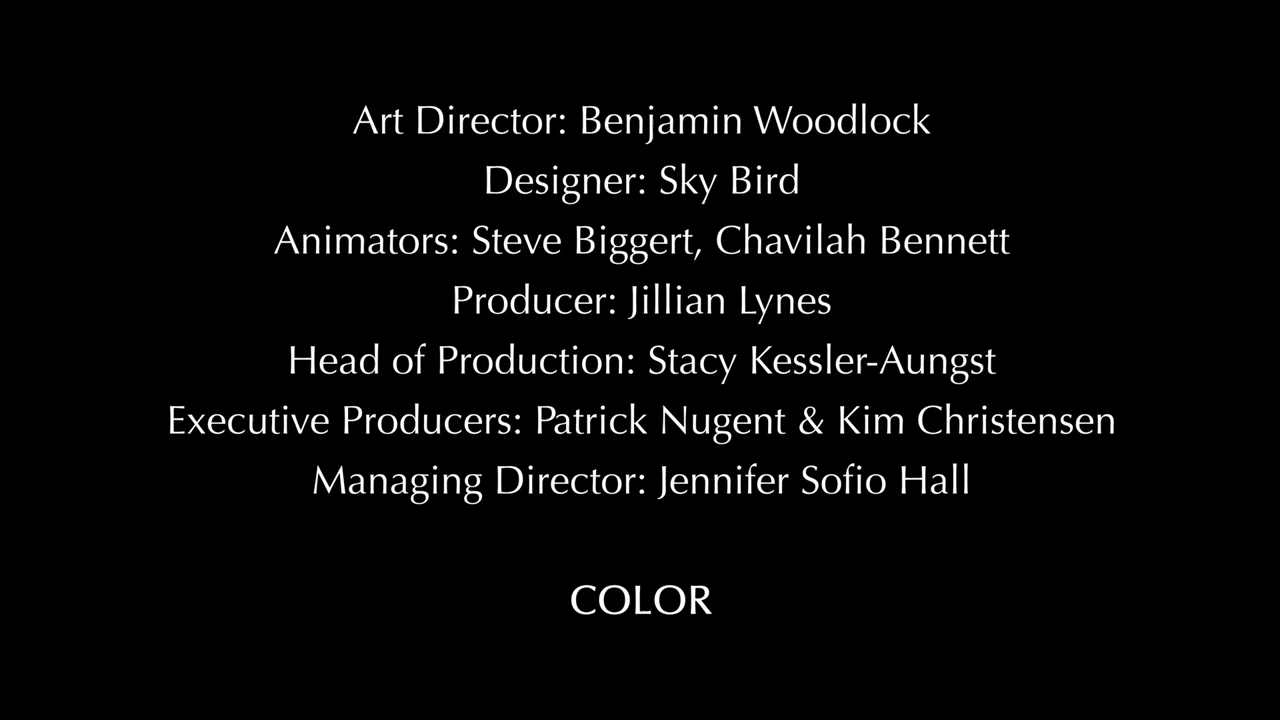 Art Director: Benjamin Woodlock
Designer: Sky Bird
Animators: Steve Biggert, Chavilah Bennett
Producer: Jillian Lynes
Head of Production: Stacy Kessler-Aungst
Executive Producers: Patrick Nugent & Kim Christensen
Managing Director: Jennifer Sofio Hall
COLOR